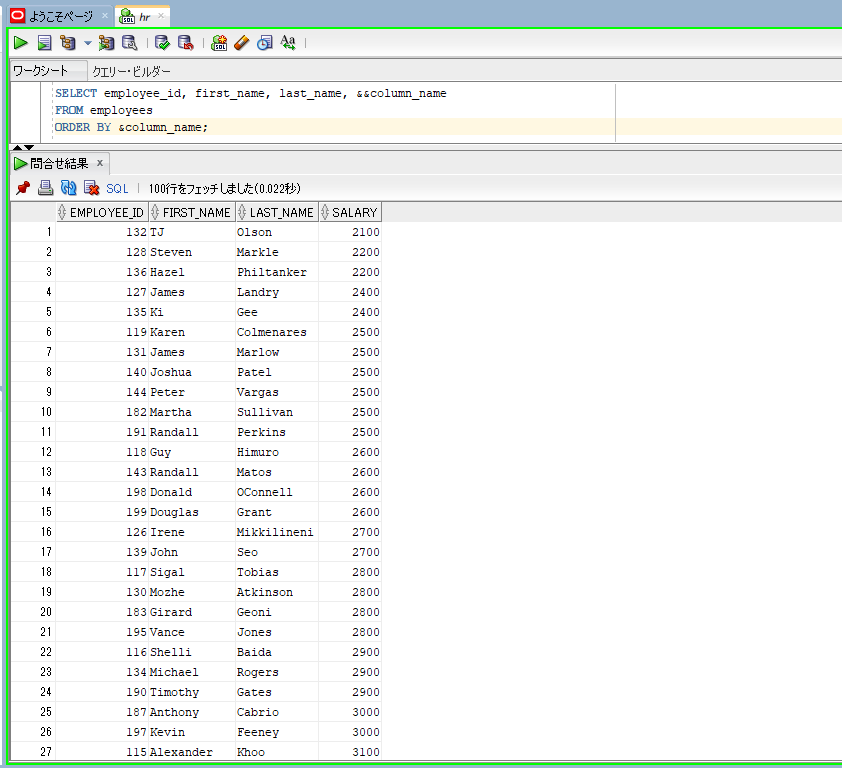 ようこそページ hr
ワークシート クエリー・ビルダー
SELECT employee_id, first_name, last_name, &&column_name
FROM employees
ORDER BY &column_name;
問合せ結果
SQL 100行をフェッチしました(0.022秒)
EMPLOYEE_ID FIRST_NAME LAST_NAME SALARY
1 132 TJ Olson 2100
2 128 Steven Markle 2200
3 136 Hazel Philtanker 2200
4 127 James Landry 2400
5 135 Ki Gee 2400
6 119 Karen Colmenares 2500
7 131 James Marlow 2500
8 140 Joshua Patel 2500
9 144 Peter Vargas 2500
10 182 Martha Sullivan 2500
11 191 Randall Perkins 2500
12 118 Guy Himuro 2600
13 143 Randall Matos 2600
14 198 Donald OConnell 2600
15 199 Douglas Grant 2600
16 126 Irene Mikkilineni 2700
17 139 John Seo 2700
18 117 Sigal Tobias 2800
19 130 Mozhe Atkinson 2800
20 183 Girard Geoni 2800
21 195 Vance Jones 2800
22 116 Shelli Baida 2900
23 134 Michael Rogers 2900
24 190 Timothy Gates 2900
25 187 Anthony Cabrio 3000
26 197 Kevin Feeney 3000
27 115 Alexander Khoo 3100